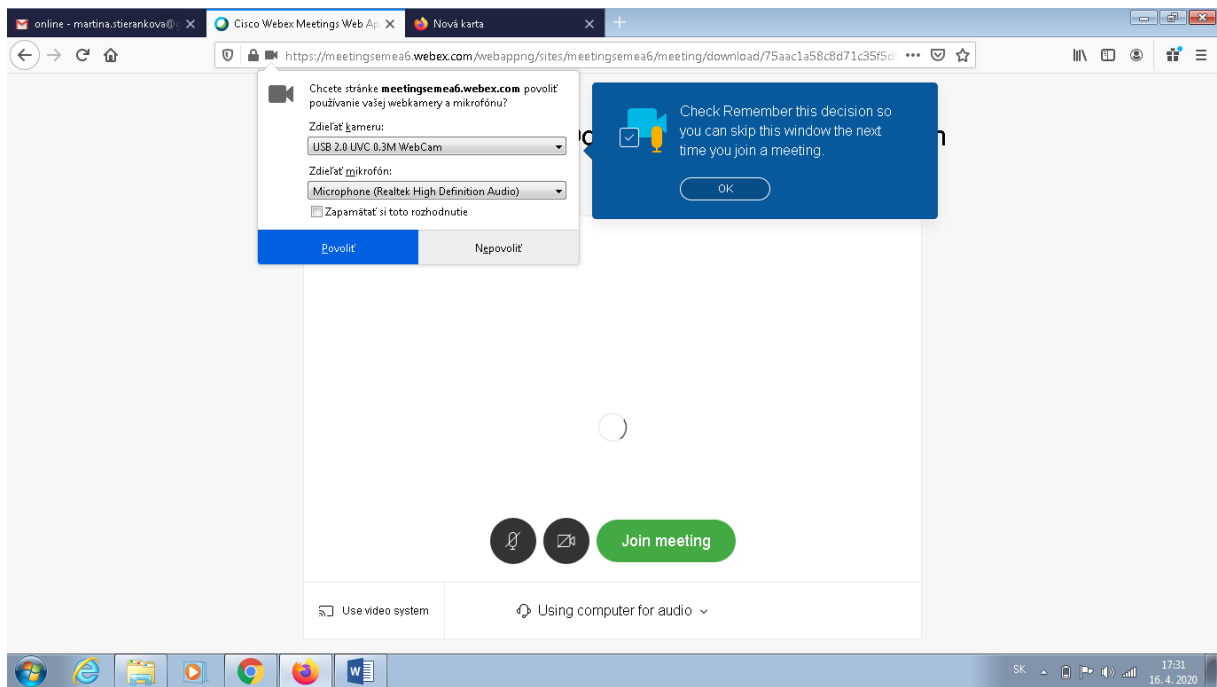 online - martina.stierankova@g
Cisco Webex Meetings Web Ap
Nová karta
https://meetingsemea6.webex.com/webappng/sites/meetingsemea6/meeting/download/75aac1a58c8d71c35f5d
Chcete stránke meetingsemea6.webex.com povoliť
používanie vašej webkamery a mikrofónu?
Zdieľať kameru:
USB 2.0 UVC 0.3M WebCam
Zdieľať mikrofón:
Microphone (Realtek High Definition Audio)
Zapamätať si toto rozhodnutie
Povoliť
Nepovoliť
Check Remember this decision so
you can skip this window the next
time you join a meeting.
OK
Join meeting
Use video system
Using computer for audio
SK
17:31
16. 4. 2020